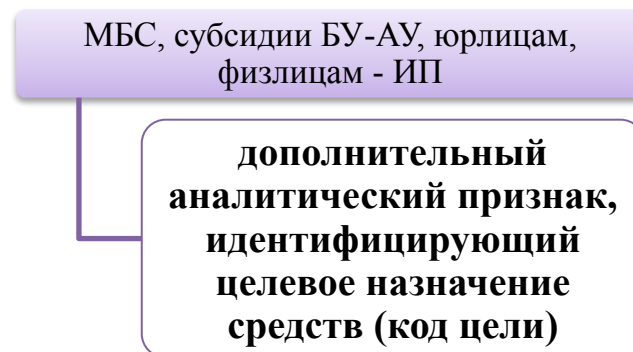 МБС, субсидии БУ-АУ, юрлицам,
физлицам - ИП
дополнительный
аналитический признак,
идентифицирующий
целевое назначение
средств (код цели)